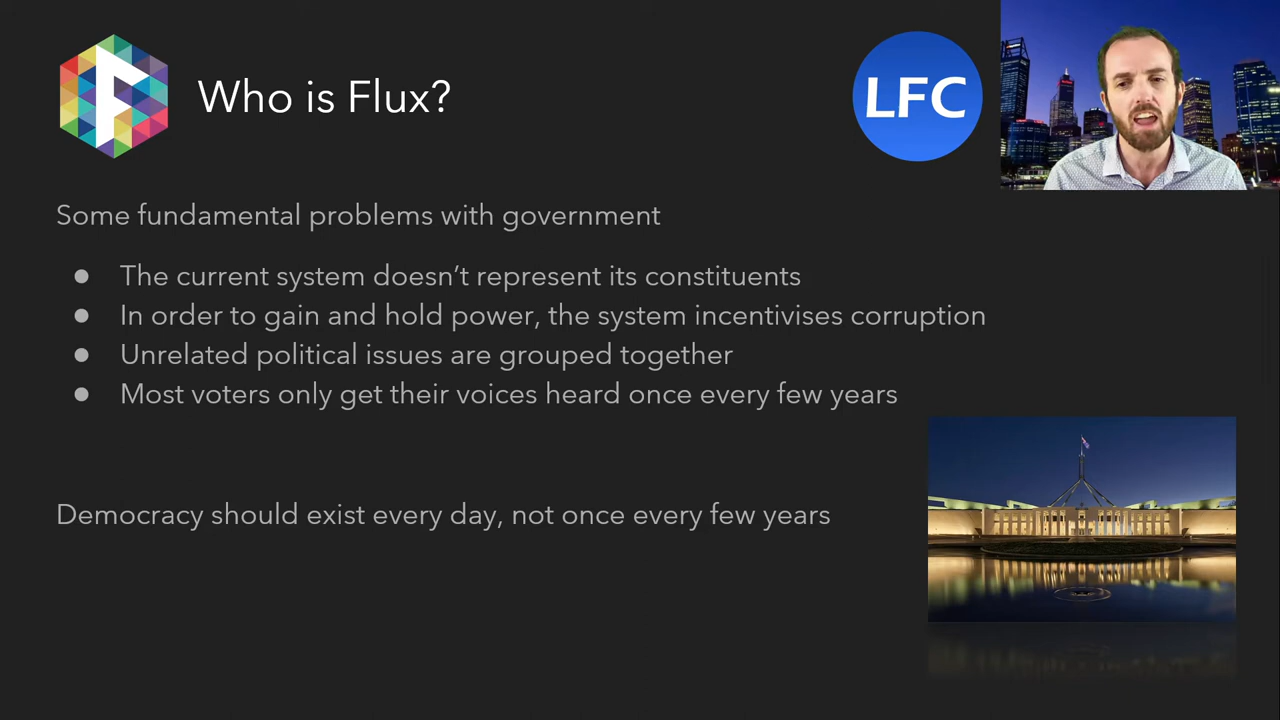 Who is Flux?
LFC
Some fundamental problems with government
● The current system doesn’t represent its constituents
● In order to gain and hold power, the system incentivises corruption
● Unrelated political issues are grouped together
● Most voters only get their voices heard once every few years
Democracy should exist every day, not once every few years